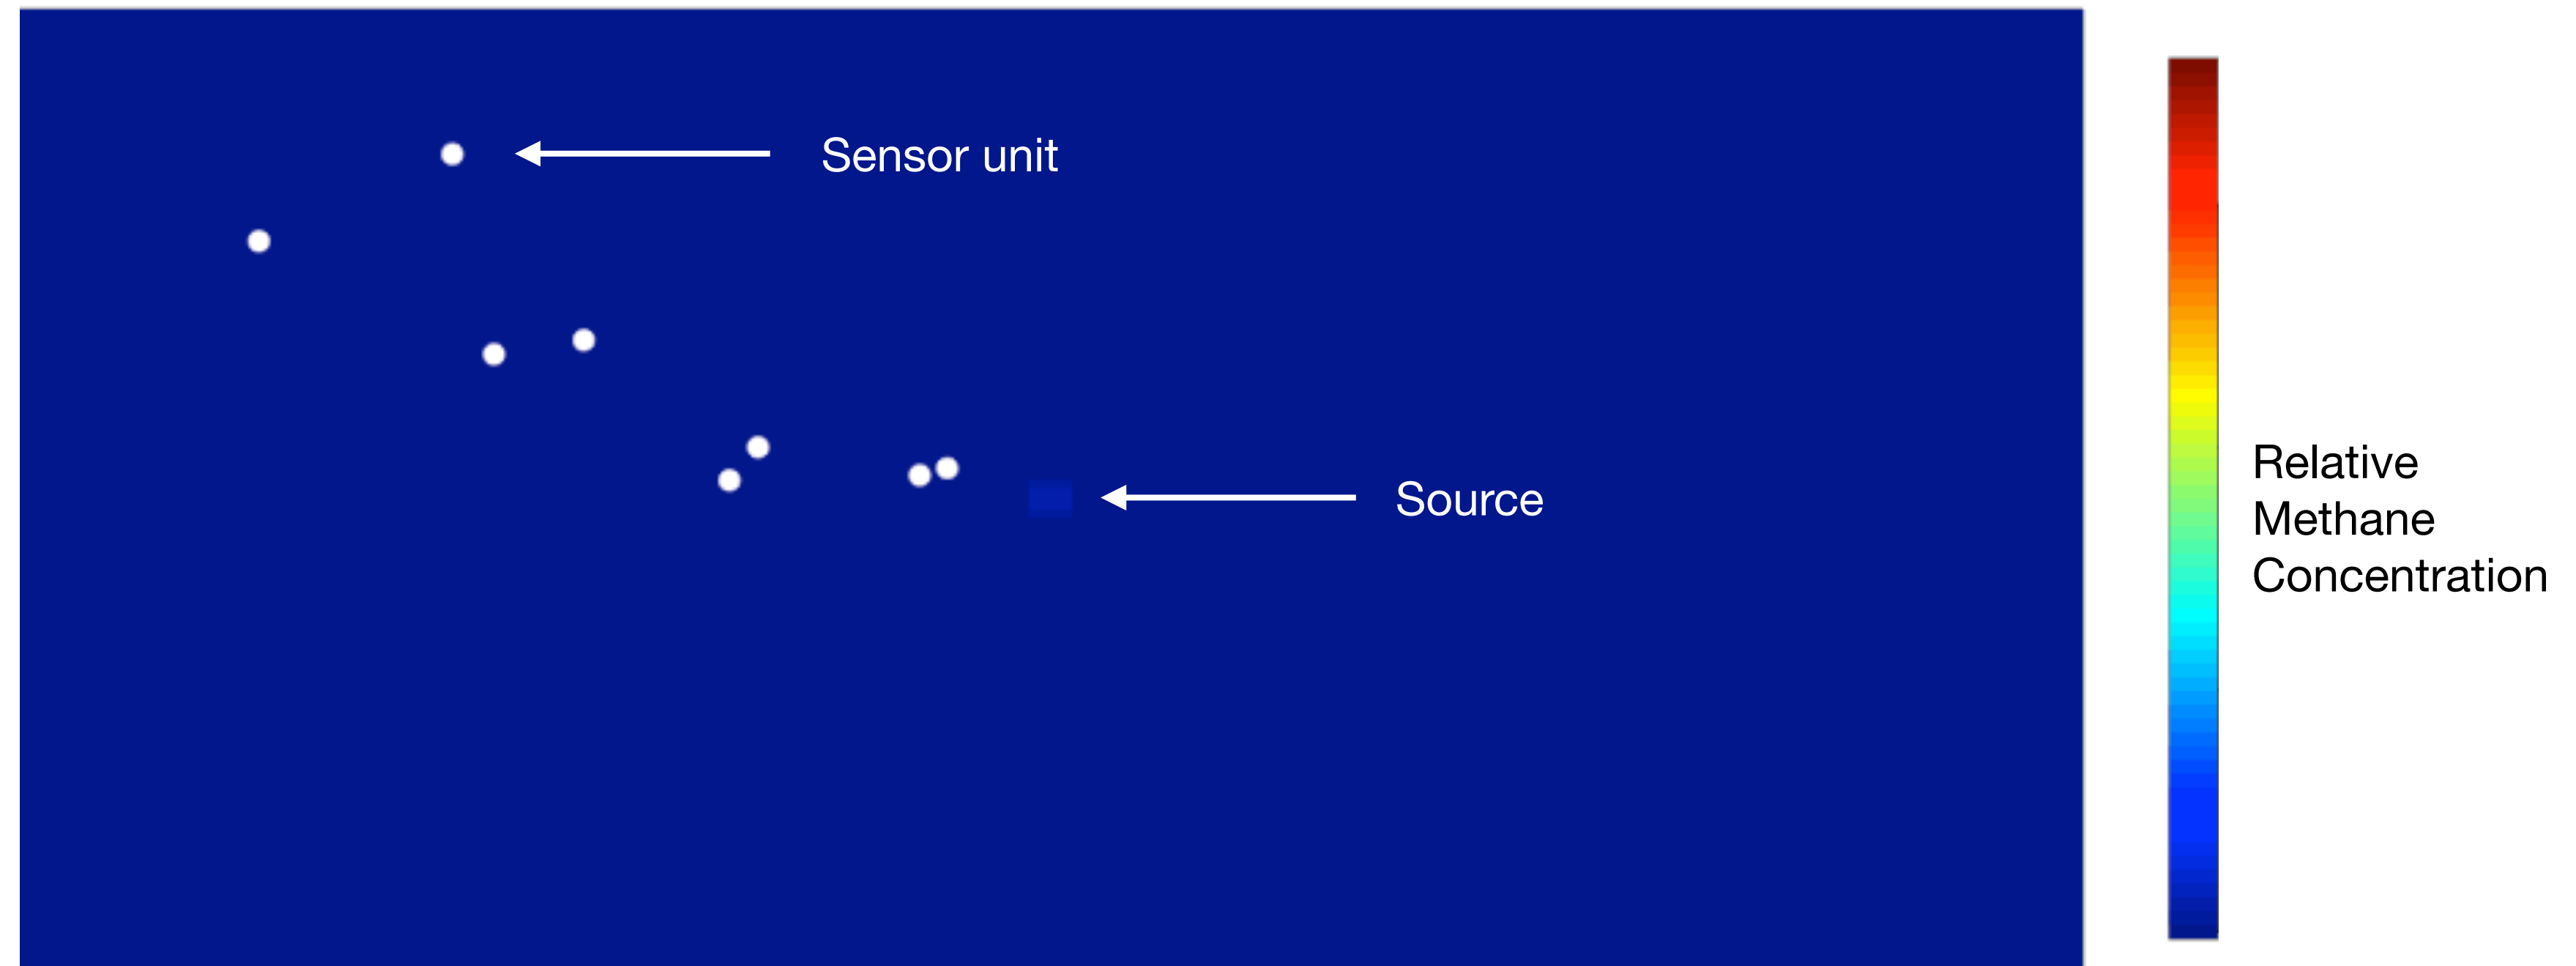 Sensor unit
Source
Relative
Methane
Concentration